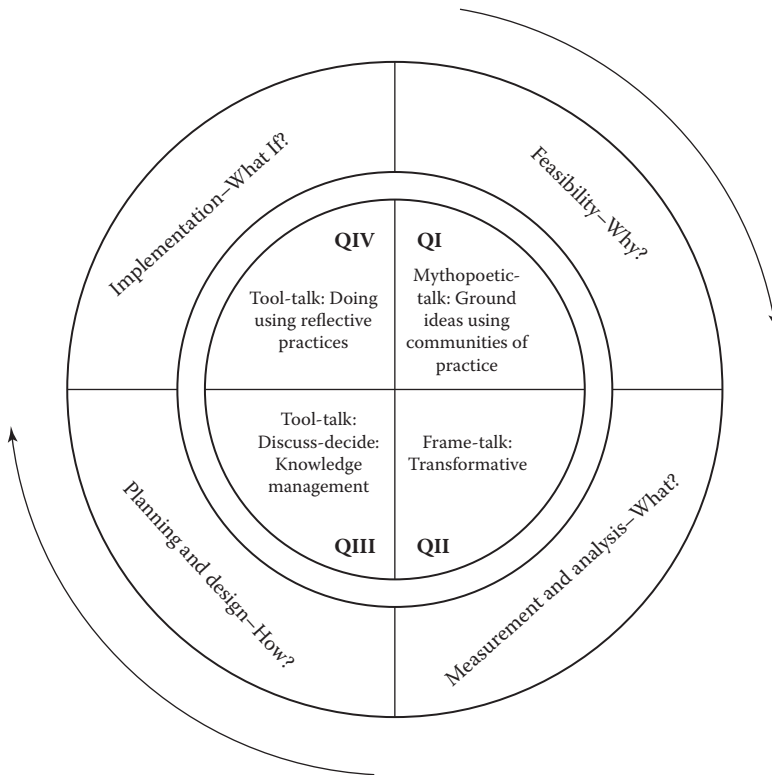 Implementation–What If?
Feasibility–Why?
QIV
QI
Tool-talk: Doing
using reflective
practices
Mythopoetic-
talk: Ground
ideas using
communities of
practice
Tool-talk:
Discuss-decide:
Knowledge
management
Frame-talk:
Transformative
QIII
QII
Planning and design–How?
Measurement and analysis–What?